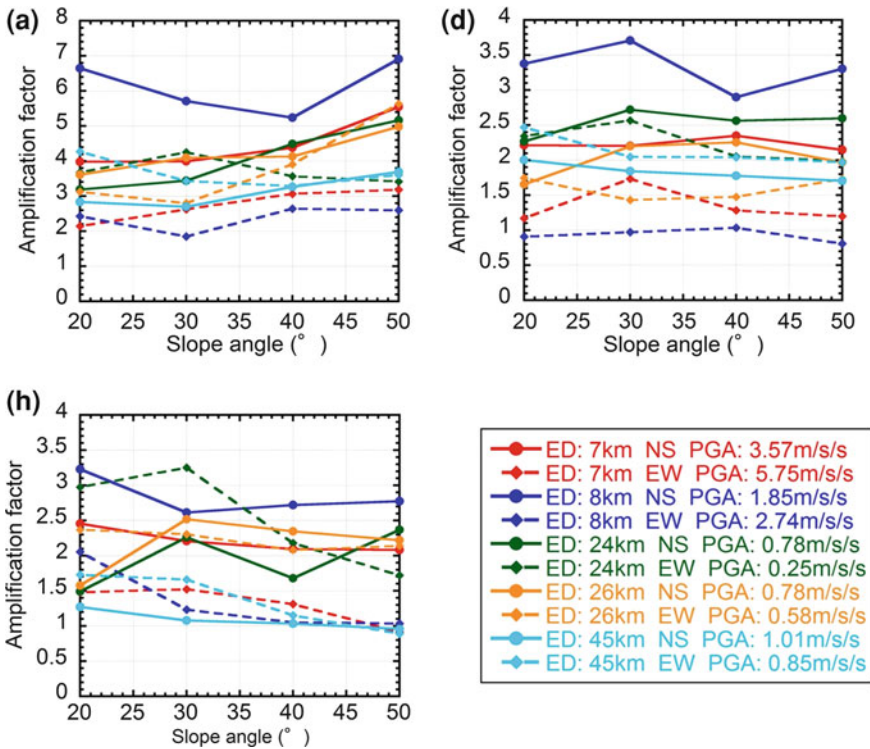 (a)
8
7
6
5
4
3
2
1
0
Amplification factor
20 25 30 35 40 45 50
Slope angle (° )
(d)
4
3.5
3
2.5
2
1.5
1
0.5
0
Amplification factor
20 25 30 35 40 45 50
Slope angle (° )
(h)
4
3.5
3
2.5
2
1.5
1
0.5
0
Amplification factor
20 25 30 35 40 45 50
Slope angle (° )
ED: 7km NS PGA: 3.57m/s/s
ED: 7km EW PGA: 5.75m/s/s
ED: 8km NS PGA: 1.85m/s/s
ED: 8km EW PGA: 2.74m/s/s
ED: 24km NS PGA: 0.78m/s/s
ED: 24km EW PGA: 0.25m/s/s
ED: 26km NS PGA: 0.78m/s/s
ED: 26km EW PGA: 0.58m/s/s
ED: 45km NS PGA: 1.01m/s/s
ED: 45km EW PGA: 0.85m/s/s